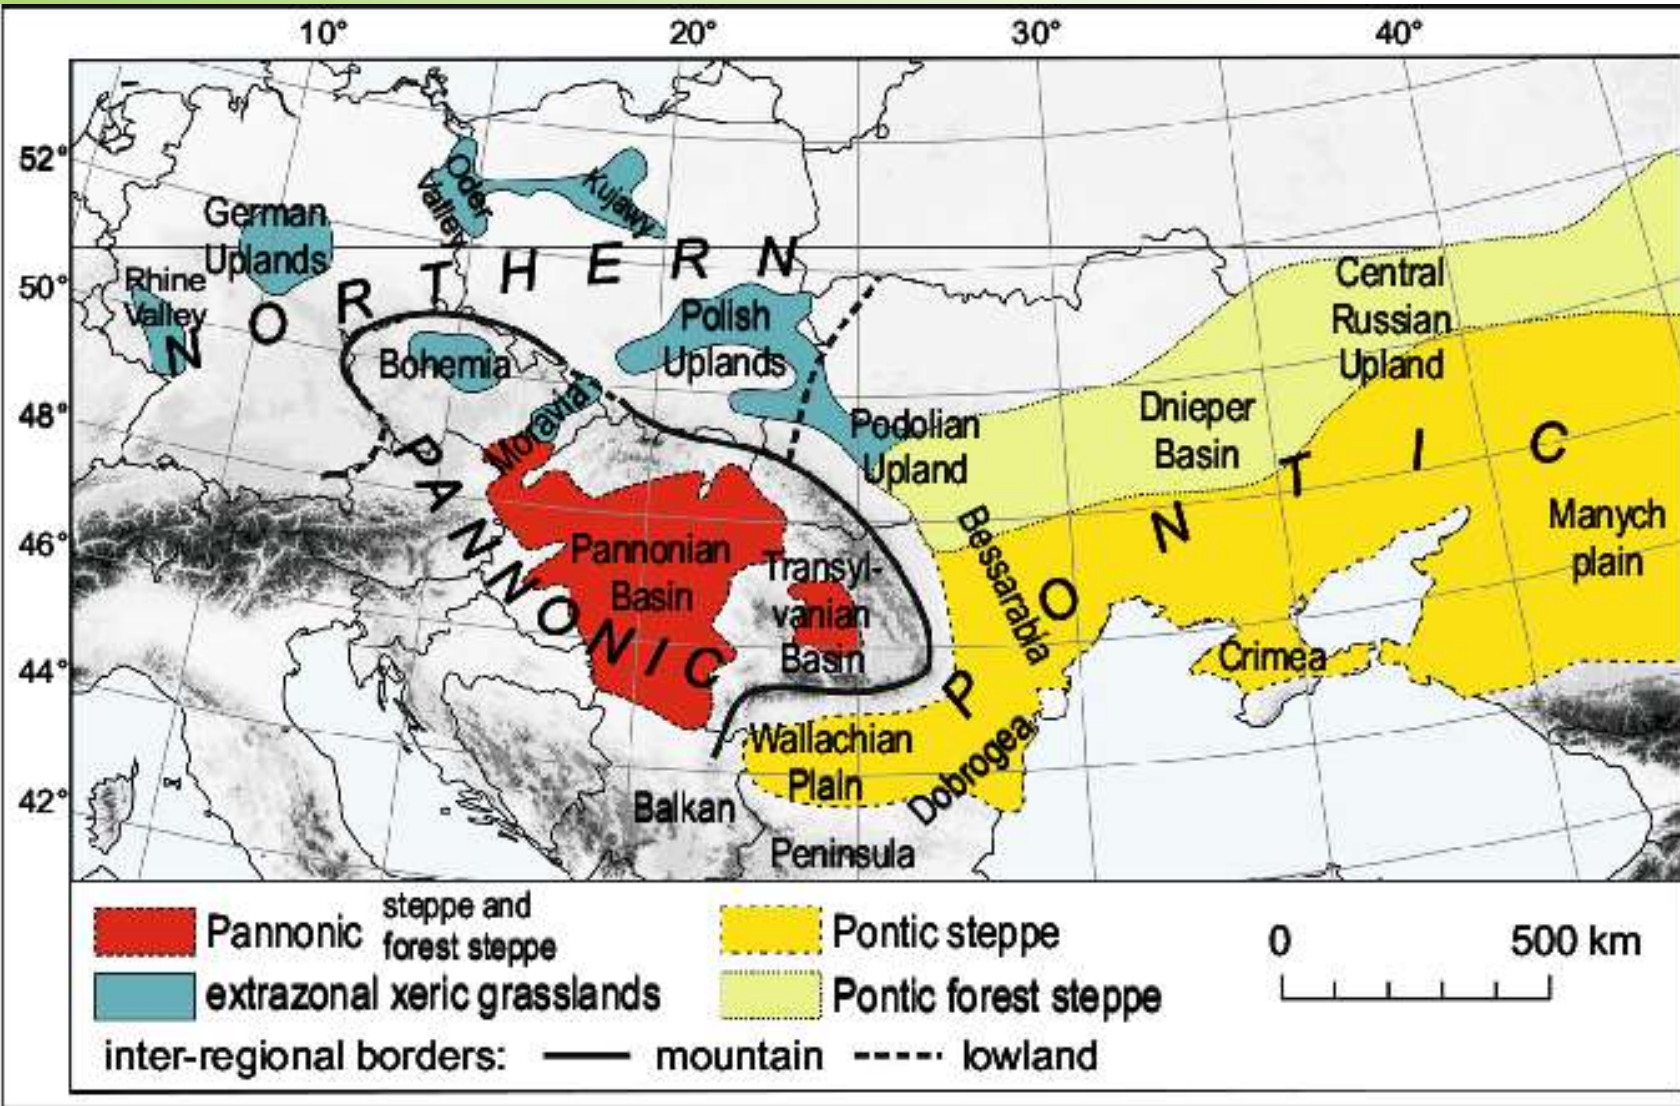 10° 20° 30° 40°
52°
50°
48°
46°
44°
42°
German
Uplands
Rhine
Valley
Oder
Valley
Kujawy
NORTHERN
Bohemia
Moravia
Polish
Uplands
Podolian
Upland
Central
Russian
Upland
Dnieper
Basin
PANNONIC
Pannonian
Basin
Transyl-
vanian
Basin
Bessarabia
PONTIC
Manych
plain
Crimea
Wallachian
Plain
Dobrogea
Balkan
Peninsula
Pannonic steppe and
forest steppe
Pontic steppe
0 500 km
extrazonal xeric grasslands
Pontic forest steppe
inter-regional borders: mountain lowland